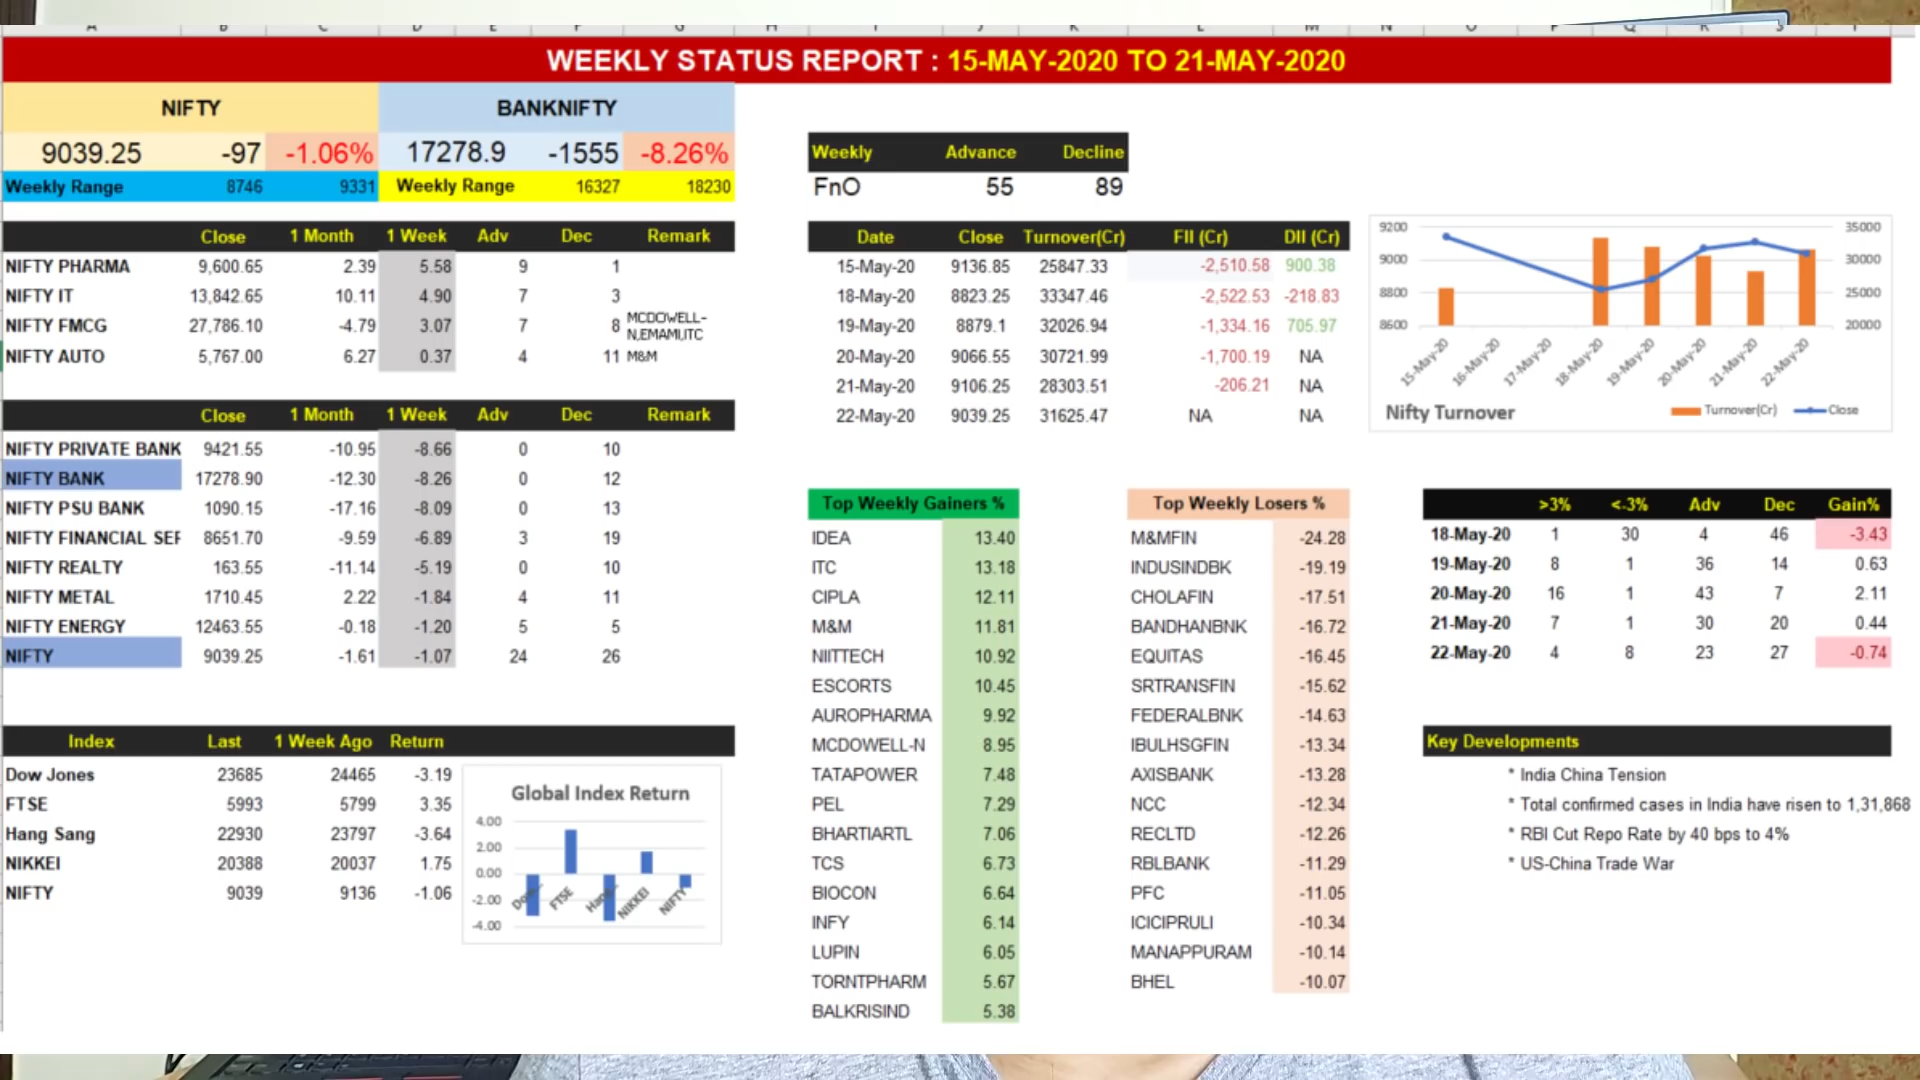 WEEKLY STATUS REPORT : 15-MAY-2020 TO 21-MAY-2020
NIFTY BANKNIFTY
9039.25 -97 -1.06% 17278.9 -1555 -8.26%
Weekly Range 8746 9331 Weekly Range 16327 18230
Weekly Advance Decline
FnO 55 89
Close 1 Month 1 Week Adv Dec Remark
NIFTY PHARMA 9,600.65 2.39 5.58 9 1
NIFTY IT 13,842.65 10.11 4.90 7 3
NIFTY FMCG 27,786.10 -4.79 3.07 7 8 MCDOWELL-
N,EMAMI,ITC
NIFTY AUTO 5,767.00 6.27 0.37 4 11 M&M
Close 1 Month 1 Week Adv Dec Remark
NIFTY PRIVATE BANK 9421.55 -10.95 -8.66 0 10
NIFTY BANK 17278.90 -12.30 -8.26 0 12
NIFTY PSU BANK 1090.15 -17.16 -8.09 0 13
NIFTY FINANCIAL SEF 8651.70 -9.59 -6.89 3 19
NIFTY REALTY 163.55 -11.14 -5.19 0 10
NIFTY METAL 1710.45 2.22 -1.84 4 11
NIFTY ENERGY 12463.55 -0.18 -1.20 5 5
NIFTY 9039.25 -1.61 -1.07 24 26
Index Last 1 Week Ago Return
Dow Jones 23685 24465 -3.19
FTSE 5993 5799 3.35
Hang Sang 22930 23797 -3.64
NIKKEI 20388 20037 1.75
NIFTY 9039 9136 -1.06
Global Index Return
4.00
2.00
0.00
-2.00
-4.00
Dow... FTSE Hang... NIKKEI NIFTY
Date Close Turnover(Cr) FII (Cr) DII (Cr)
15-May-20 9136.85 25847.33 -2,510.58 900.38
18-May-20 8823.25 33347.46 -2,522.53 -218.83
19-May-20 8879.1 32026.94 -1,334.16 705.97
20-May-20 9066.55 30721.99 -1,700.19 NA
21-May-20 9106.25 28303.51 -206.21 NA
22-May-20 9039.25 31625.47 NA NA
9200 35000
9000 30000
8800 25000
8600 20000
15-May-20 16-May-20 17-May-20 18-May-20 19-May-20 20-May-20 21-May-20 22-May-20
Nifty Turnover Turnover(Cr) Close
Top Weekly Gainers %
IDEA 13.40
ITC 13.18
CIPLA 12.11
M&M 11.81
NIITTECH 10.92
ESCORTS 10.45
AUROPHARMA 9.92
MCDOWELL-N 8.95
TATAPOWER 7.48
PEL 7.29
BHARTIARTL 7.06
TCS 6.73
BIOCON 6.64
INFY 6.14
LUPIN 6.05
TORNTPHARM 5.67
BALKRISIND 5.38
Top Weekly Losers %
M&MFIN -24.28
INDUSINDBK -19.19
CHOLAFIN -17.51
BANDHANBNK -16.72
EQUITAS -16.45
SRTRANSFIN -15.62
FEDERALBNK -14.63
IBULHSGFIN -13.34
AXISBANK -13.28
NCC -12.34
RECLTD -12.26
RBLBANK -11.29
PFC -11.05
ICICIPRULI -10.34
MANAPPURAM -10.14
BHEL -10.07
>3% <-3% Adv Dec Gain%
18-May-20 1 30 4 46 -3.43
19-May-20 8 1 36 14 0.63
20-May-20 16 1 43 7 2.11
21-May-20 7 1 30 20 0.44
22-May-20 4 8 23 27 -0.74
Key Developments
* India China Tension
* Total confirmed cases in India have risen to 1,31,868
* RBI Cut Repo Rate by 40 bps to 4%
* US-China Trade War